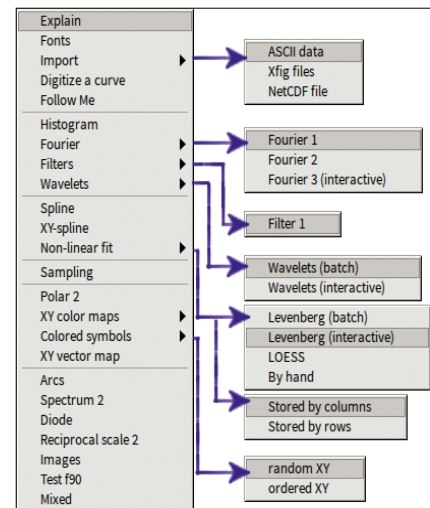 Explain
Fonts
Import
Digitize a curve
Follow Me
Histogram
Fourier
Filters
Wavelets
Spline
XY-spline
Non-linear fit
Sampling
Polar 2
XY color maps
Colored symbols
XY vector map
Arcs
Spectrum 2
Diode
Reciprocal scale 2
Images
Test f90
Mixed
ASCII data
Xfig files
NetCDF file
Fourier 1
Fourier 2
Fourier 3 (interactive)
Filter 1
Wavelets (batch)
Wavelets (interactive)
Levenberg (batch)
Levenberg (interactive)
LOESS
By hand
Stored by columns
Stored by rows
random XY
ordered XY